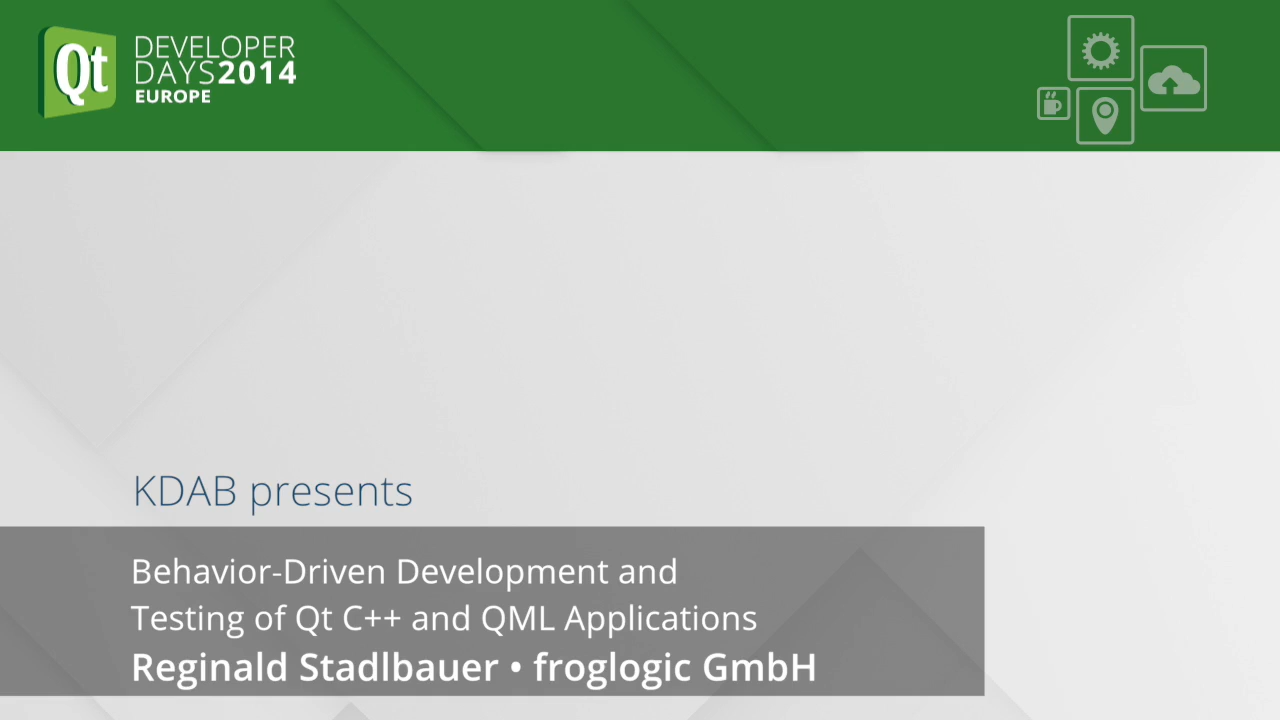 Qt
DEVELOPER
DAYS2014
EUROPE
KDAB presents
Behavior-Driven Development and
Testing of Qt C++ and QML Applications
Reginald Stadlbauer • froglogic GmbH